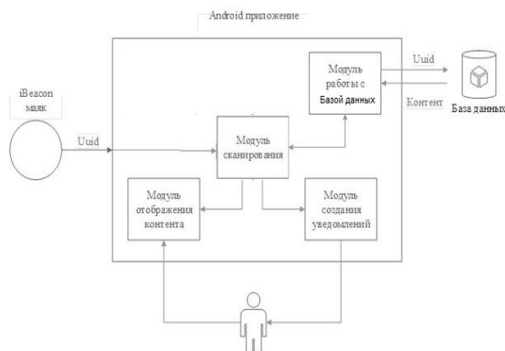 Android приложение
iBeacon
маяк
Uuid
Модуль
работы с
Базой данных
Uuid
Контент
База данных
Модуль
сканирования
Модуль
отображения
контента
Модуль
создания
уведомлений